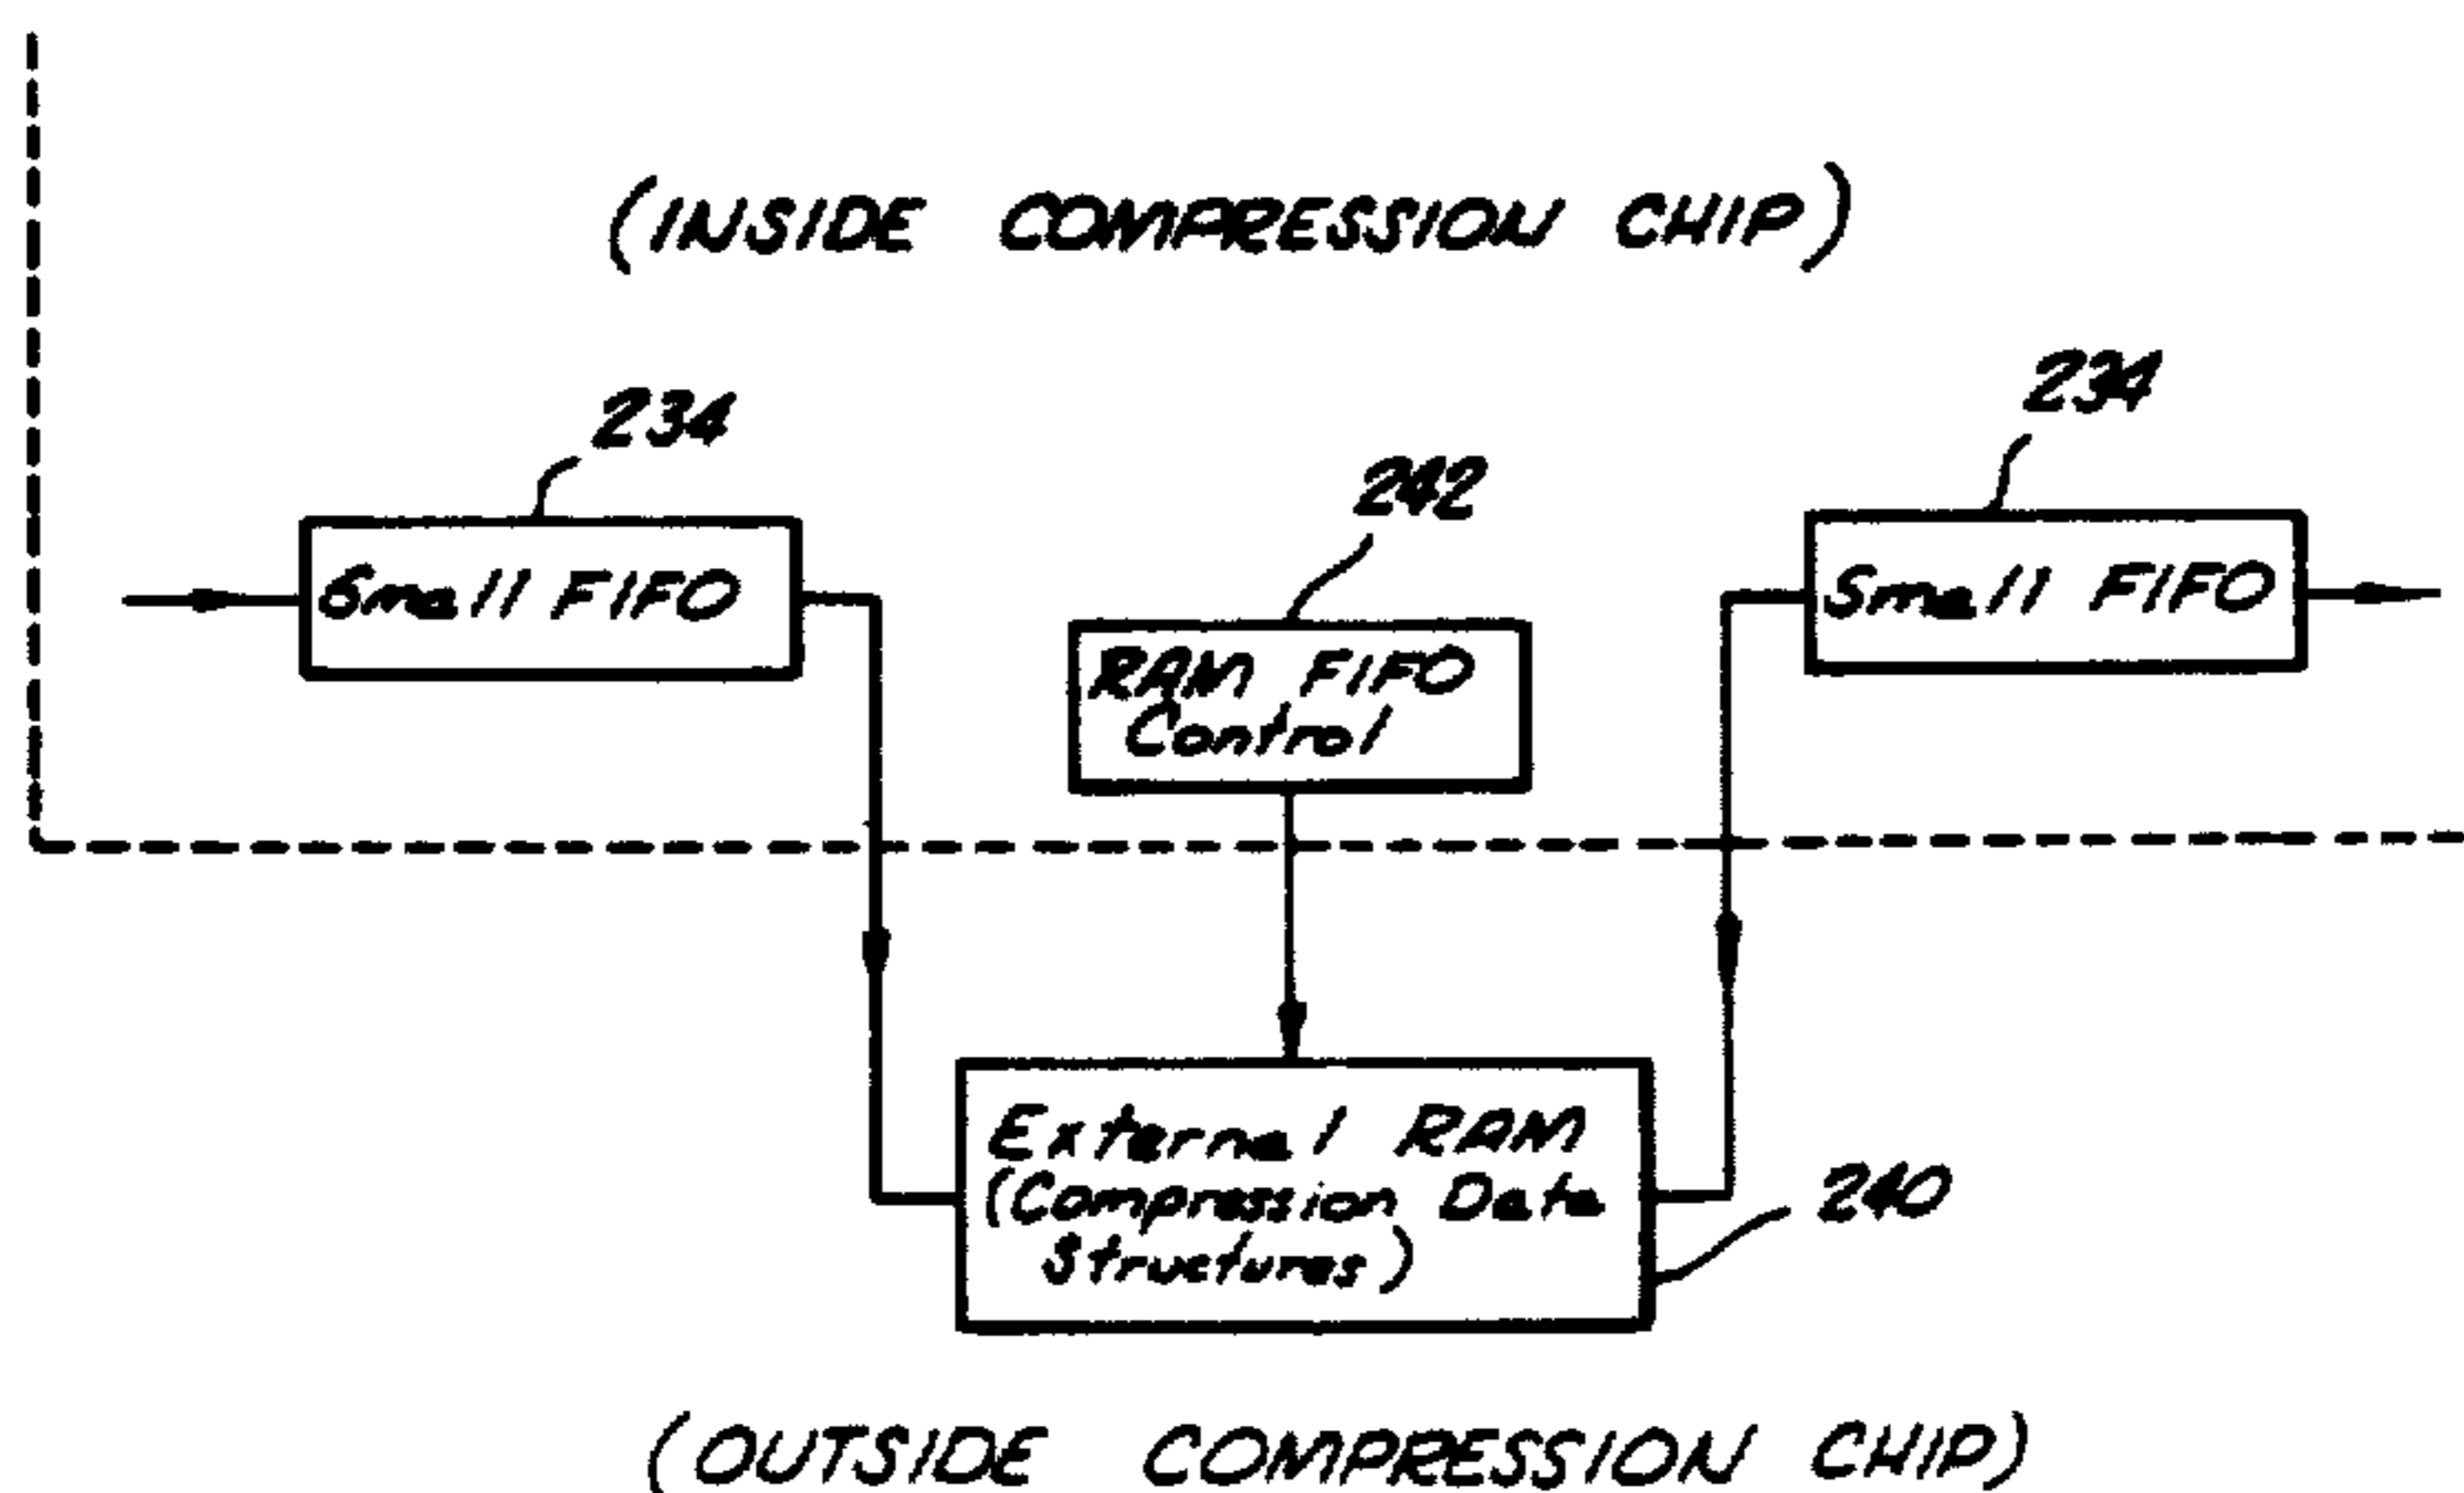 (INSIDE COMPRESSION CHIP)
234
234
242
Small FIFO
Small FIFO
RAM FIFO
Control
External RAM
(Compression Data
Structures)
240
(OUTSIDE COMPRESSION CHIP)